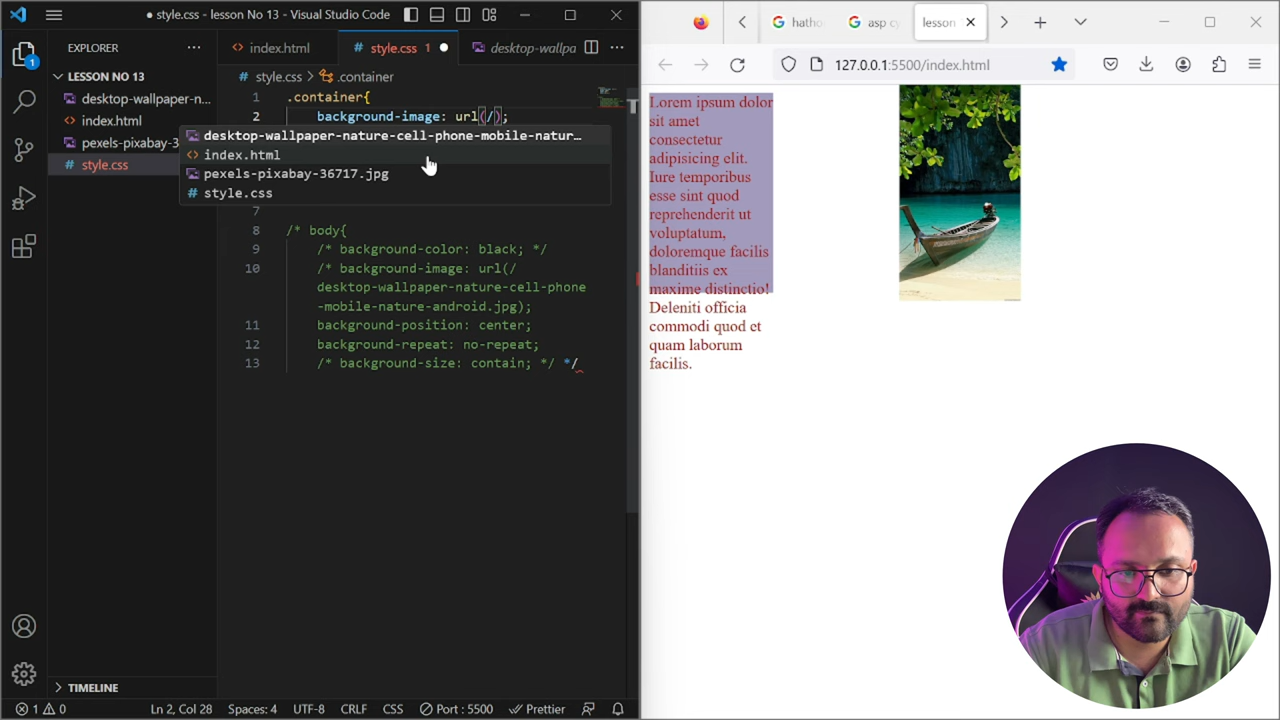 style.css - lesson No 13 - Visual Studio Code
EXPLORER
LESSON NO 13
desktop-wallpaper-n...
index.html
pexels-pixabay-3
style.css
TIMELINE
index.html
style.css 1
desktop-wallpa
style.css > .container
1 .container{
2 background-image: url(/);
desktop-wallpaper-nature-cell-phone-mobile-natur...
index.html
pexels-pixabay-36717.jpg
style.css
7
8 /* body{
9 /* background-color: black; */
10 /* background-image: url(/
desktop-wallpaper-nature-cell-phone
-mobile-nature-android.jpg);
11 background-position: center;
12 background-repeat: no-repeat;
13 /* background-size: contain; */ */
1 0
Ln 2, Col 28
Spaces: 4
UTF-8
CRLF
CSS
Port : 5500
Prettier
hatho
asp cy
lesson
127.0.0.1:5500/index.html
Lorem ipsum dolor
sit amet
consectetur
adipisicing elit.
Iure temporibus
esse sint quod
reprehenderit ut
voluptatum,
doloremque facilis
blanditiis ex
maxime distinctio!
Deleniti officia
commodi quod et
quam laborum
facilis.